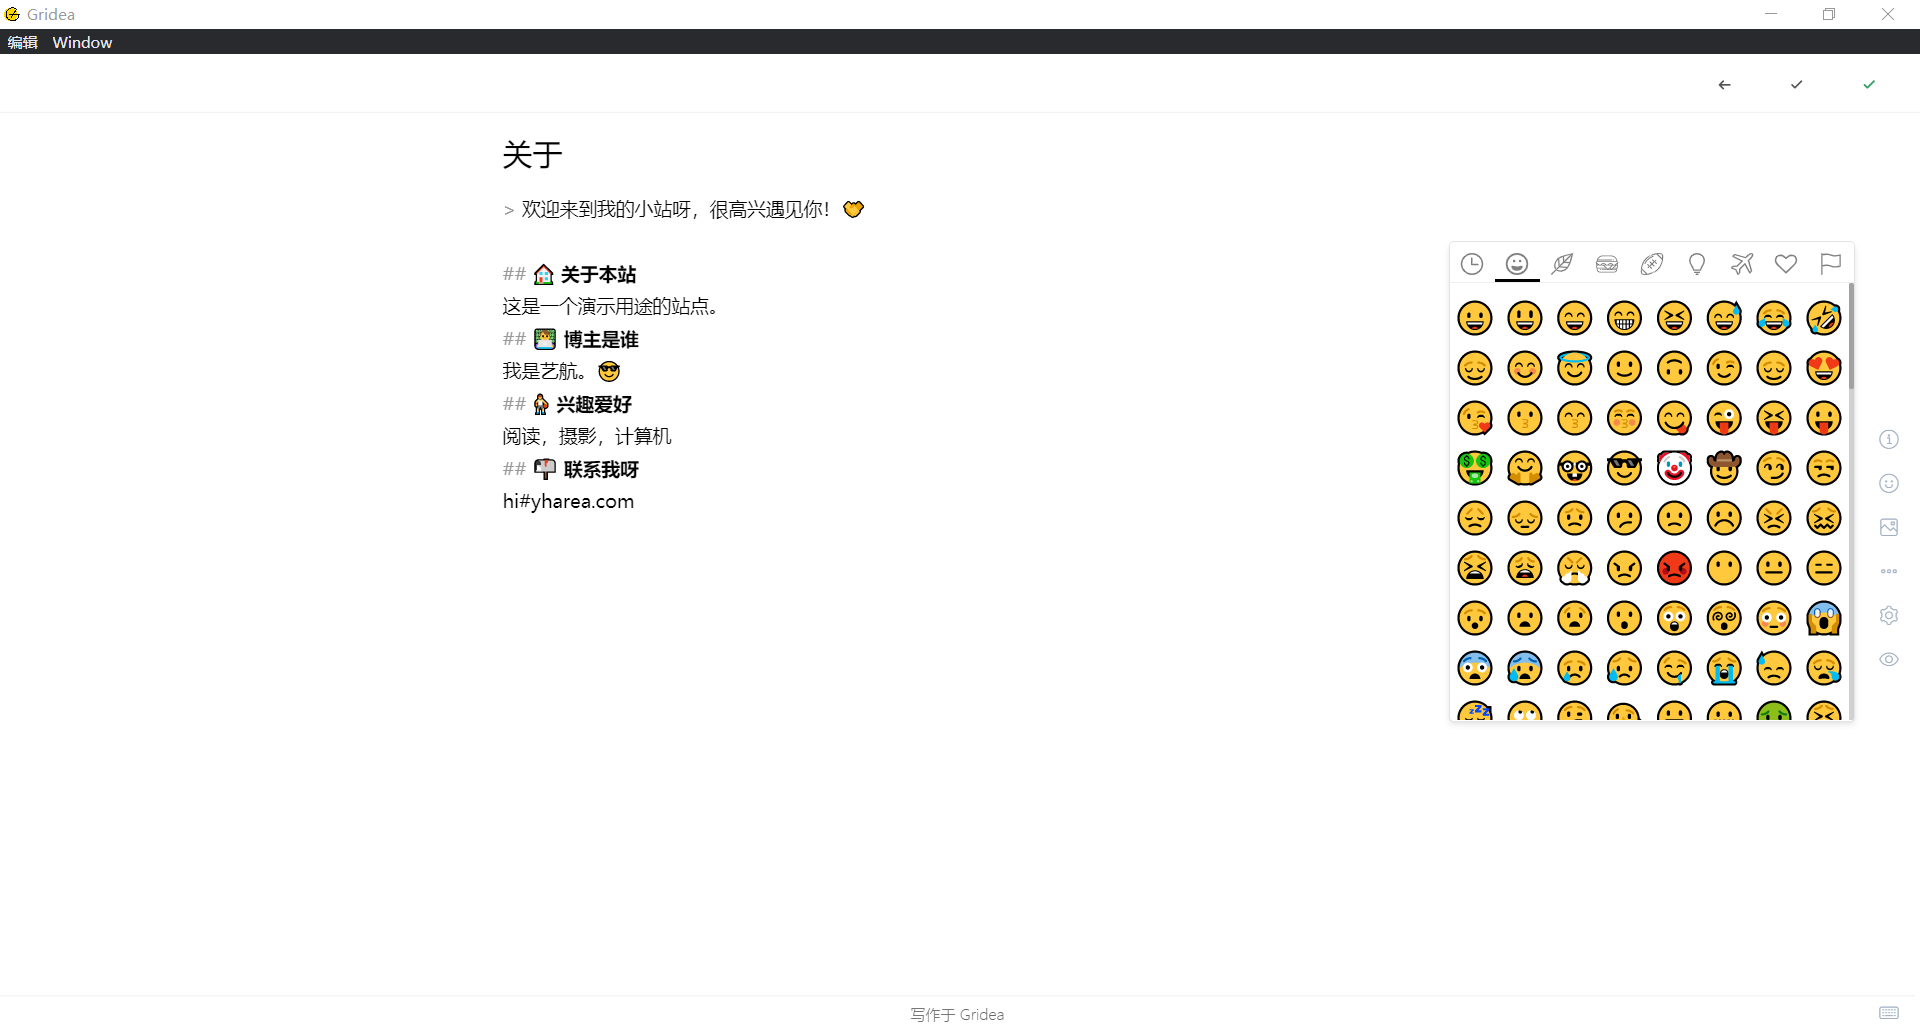 Gridea
编辑 Window
关于
> 欢迎来到我的小站呀，很高兴遇见你！
## 🏠 关于本站
这是一个演示用途的站点。
## 👨‍💻 博主是谁
我是艺航。😎
## ⛹ 兴趣爱好
阅读，摄影，计算机
## 📬 联系我呀
hi#yharea.com
写作于 Gridea